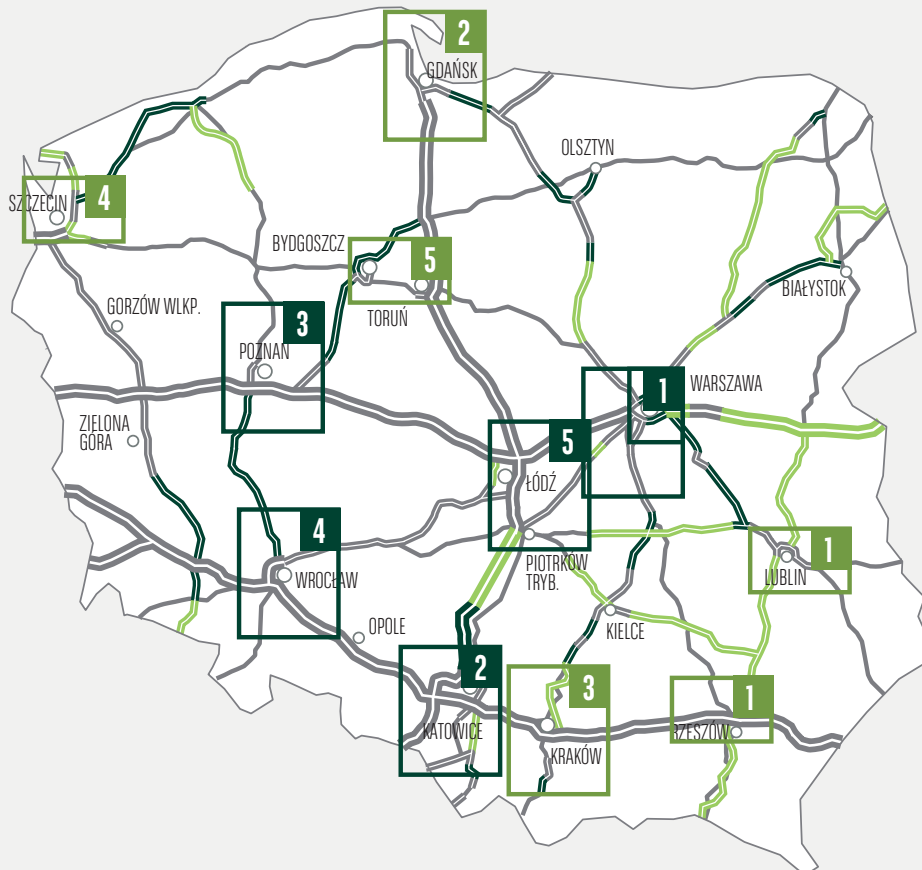 2
GDAŃSK
OLSZTYN
SZCZECIN
4
BYDGOSZCZ
5
TORUŃ
BIAŁYSTOK
GORZÓW WLKP.
3
POZNAŃ
1
WARSZAWA
ZIELONA
GÓRA
5
ŁÓDŹ
4
WROCŁAW
PIOTRKÓW
TRYB.
1
LUBLIN
OPOLE
KIELCE
2
KATOWICE
3
KRAKÓW
1
RZESZÓW